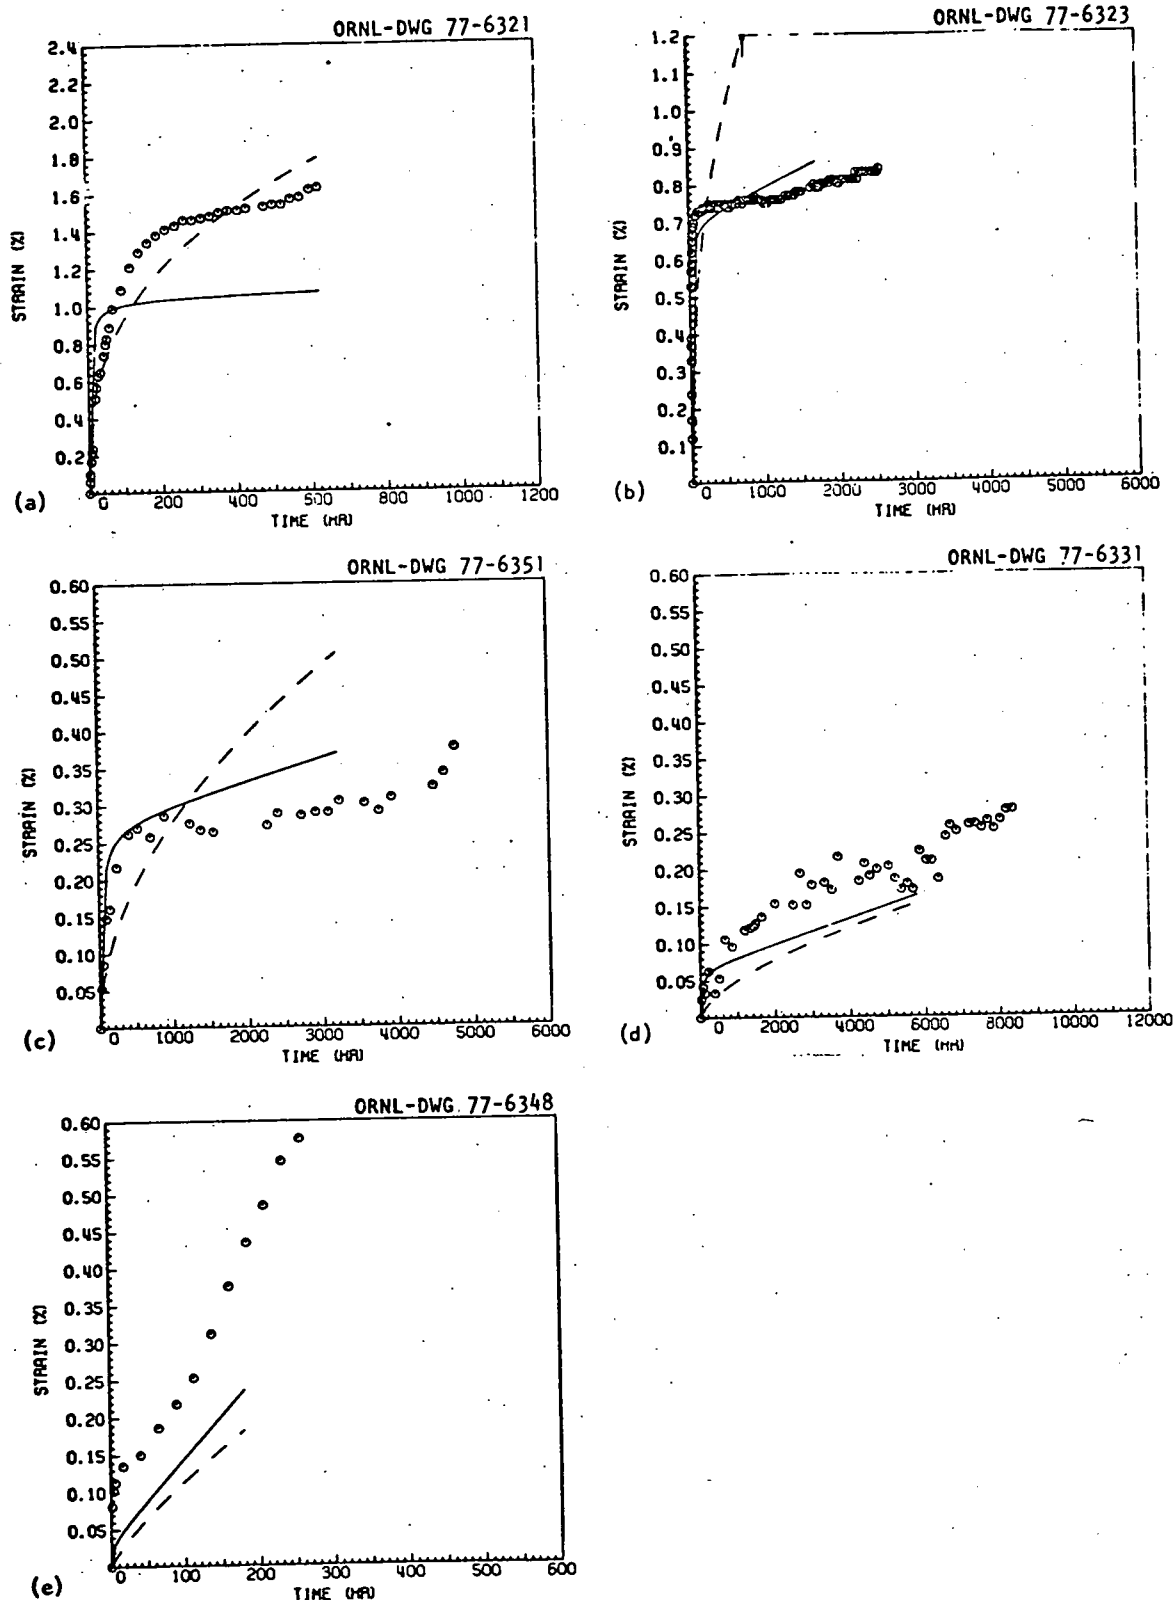 ORNL-DWG 77-6321
2.4
2.2
2.0
1.8
1.6
1.4
1.2
1.0
0.8
0.6
0.4
0.2
STRAIN (%)
0 200 400 600 800 1000 1200
TIME (HR)
(a)
ORNL-DWG 77-6323
1.2
1.1
1.0
0.9
0.8
0.7
0.6
0.5
0.4
0.3
0.2
0.1
STRAIN (%)
0 1000 2000 3000 4000 5000 6000
TIME (HR)
(b)
ORNL-DWG 77-6351
0.60
0.55
0.50
0.45
0.40
0.35
0.30
0.25
0.20
0.15
0.10
0.05
STRAIN (%)
0 1000 2000 3000 4000 5000 6000
TIME (HR)
(c)
ORNL-DWG 77-6331
0.60
0.55
0.50
0.45
0.40
0.35
0.30
0.25
0.20
0.15
0.10
0.05
STRAIN (%)
0 2000 4000 6000 8000 10000 12000
TIME (HR)
(d)
ORNL-DWG 77-6348
0.60
0.55
0.50
0.45
0.40
0.35
0.30
0.25
0.20
0.15
0.10
0.05
STRAIN (%)
0 100 200 300 400 500 600
TIME (HR)
(e)